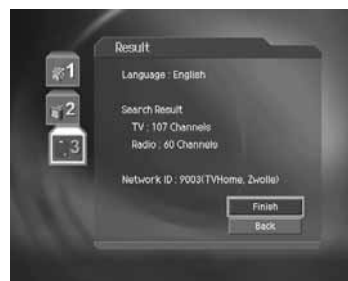 Result
1
Language : English
2
Search Result
TV : 107 Channels
3
Radio : 60 Channels
Network ID : 9003(TVHome, Zwolle)
Finish
Back